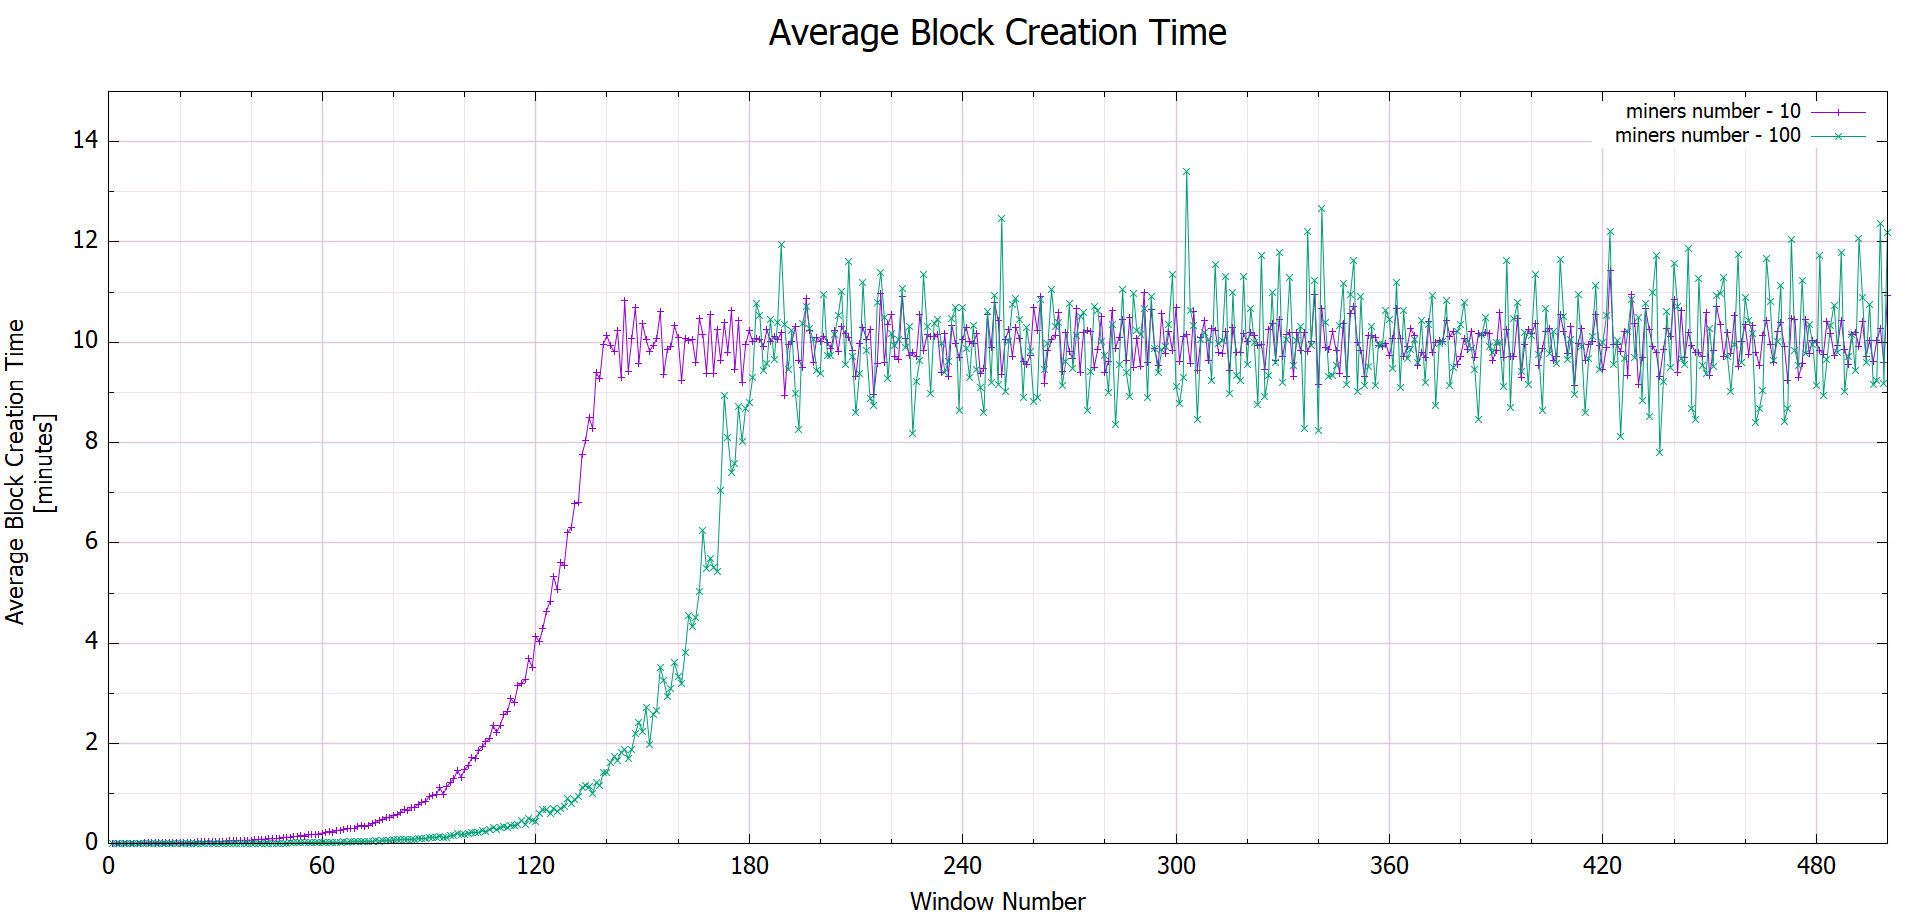 Average Block Creation Time
miners number - 10
miners number - 100
14
12
10
8
6
4
2
0
Average Block Creation Time
[minutes]
0 60 120 180 240 300 360 420 480
Window Number